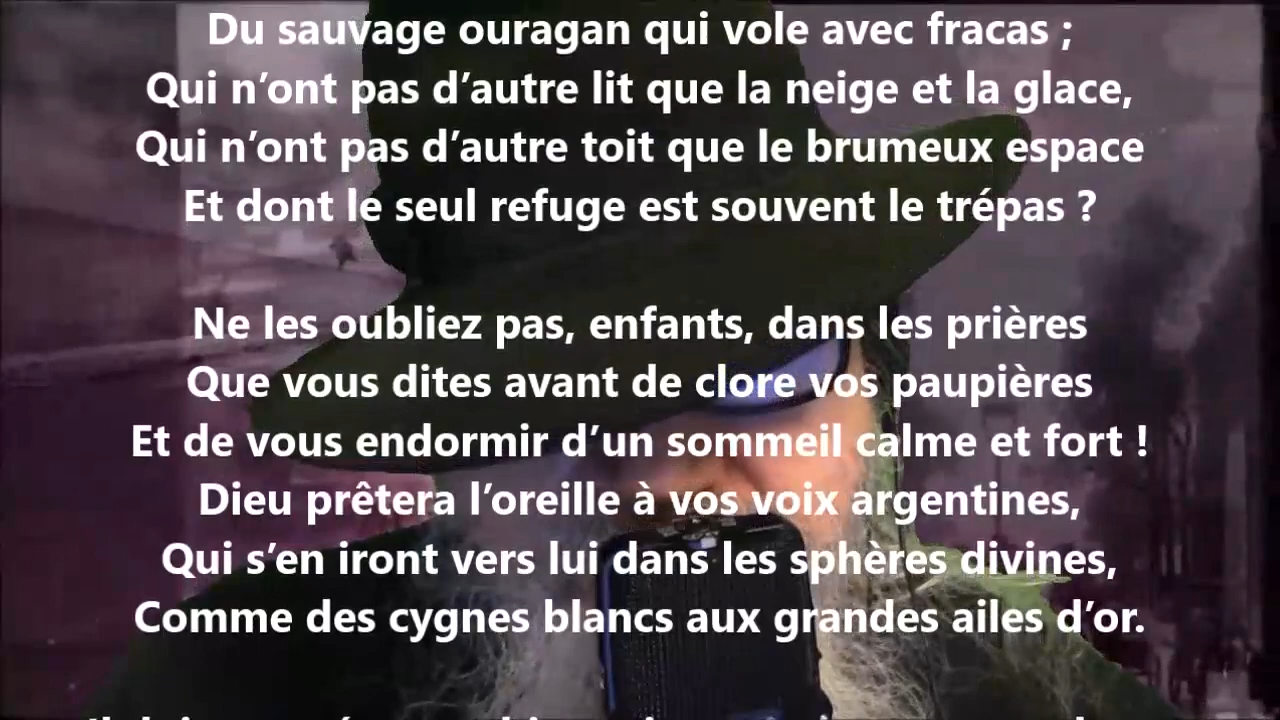 Du sauvage ouragan qui vole avec fracas ;
Qui n’ont pas d’autre lit que la neige et la glace,
Qui n’ont pas d’autre toit que le brumeux espace
Et dont le seul refuge est souvent le trépas ?
Ne les oubliez pas, enfants, dans les prières
Que vous dites avant de clore vos paupières
Et de vous endormir d’un sommeil calme et fort !
Dieu prêtera l’oreille à vos voix argentines,
Qui s’en iront vers lui dans les sphères divines,
Comme des cygnes blancs aux grandes ailes d’or.